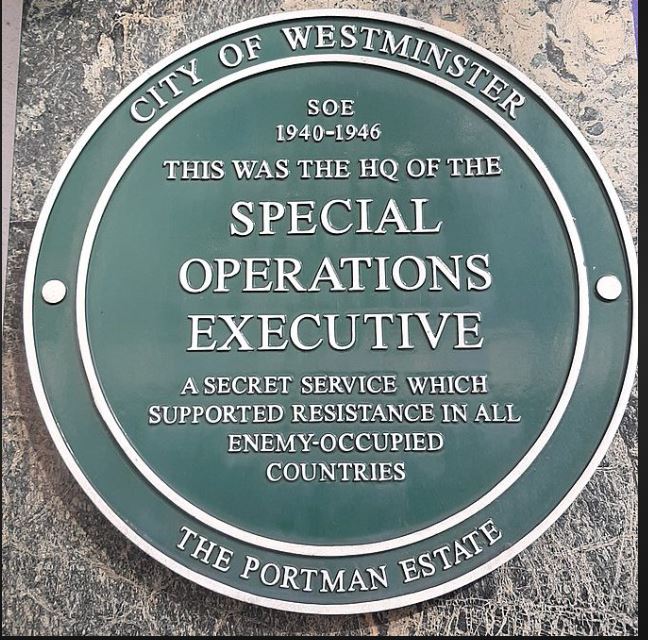 CITY OF WESTMINSTER
SOE
1940-1946
THIS WAS THE HQ OF THE
SPECIAL
OPERATIONS
EXECUTIVE
A SECRET SERVICE WHICH
SUPPORTED RESISTANCE IN ALL
ENEMY-OCCUPIED
COUNTRIES
THE PORTMAN ESTATE